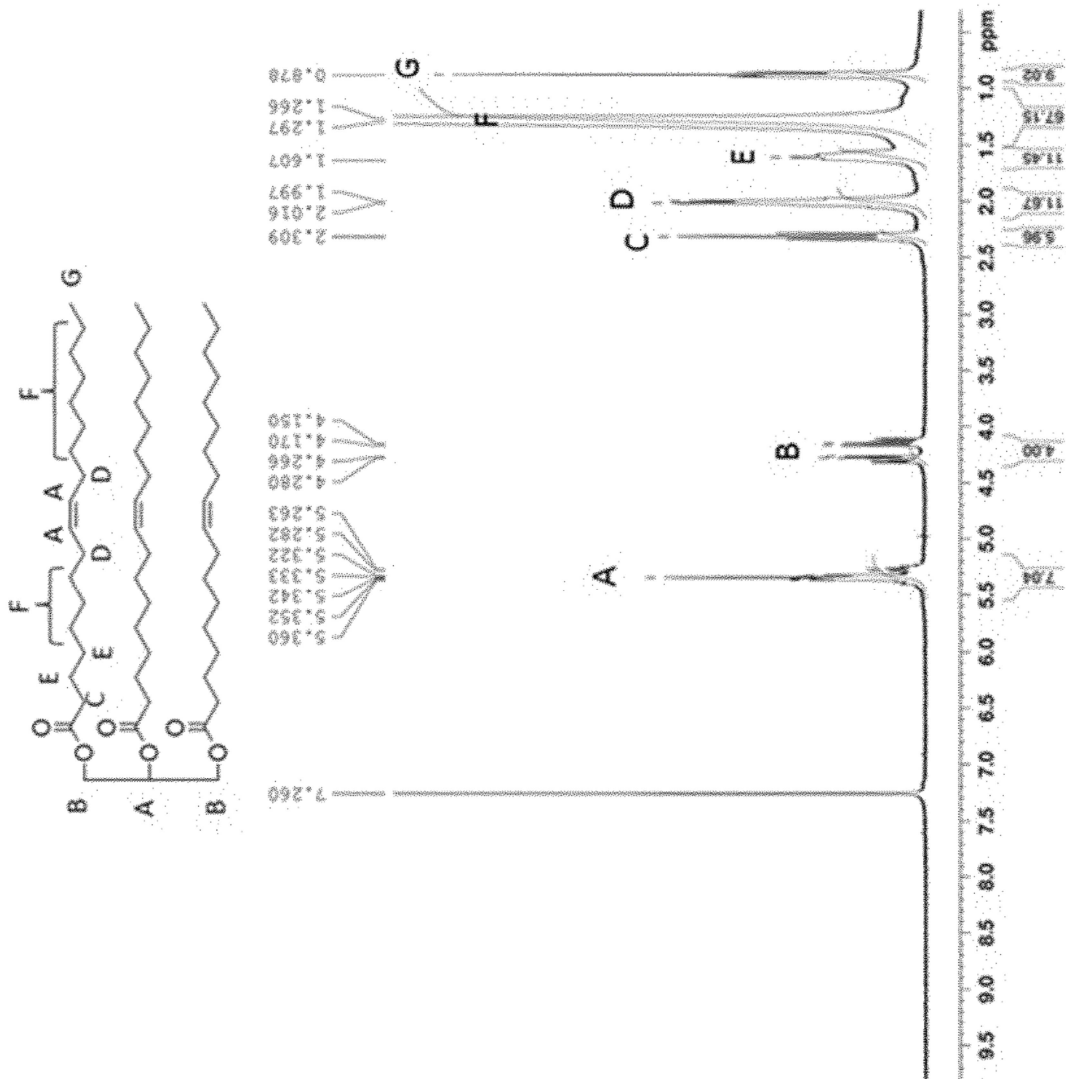 F F
O E A A G
B O C E D D
O
A O
O
B O
7.260
5.360
5.352
5.342
5.333
5.322
5.282
5.263
4.280
4.266
4.170
4.150
2.309
2.016
1.997
1.607
1.297
1.266
0.878
G
F
A
D
C
E
B
9.5 9.0 8.5 8.0 7.5 7.0 6.5 6.0 5.5 5.0 4.5 4.0 3.5 3.0 2.5 2.0 1.5 1.0 ppm
7.04 4.00 5.96 11.67 11.45 67.15 9.02